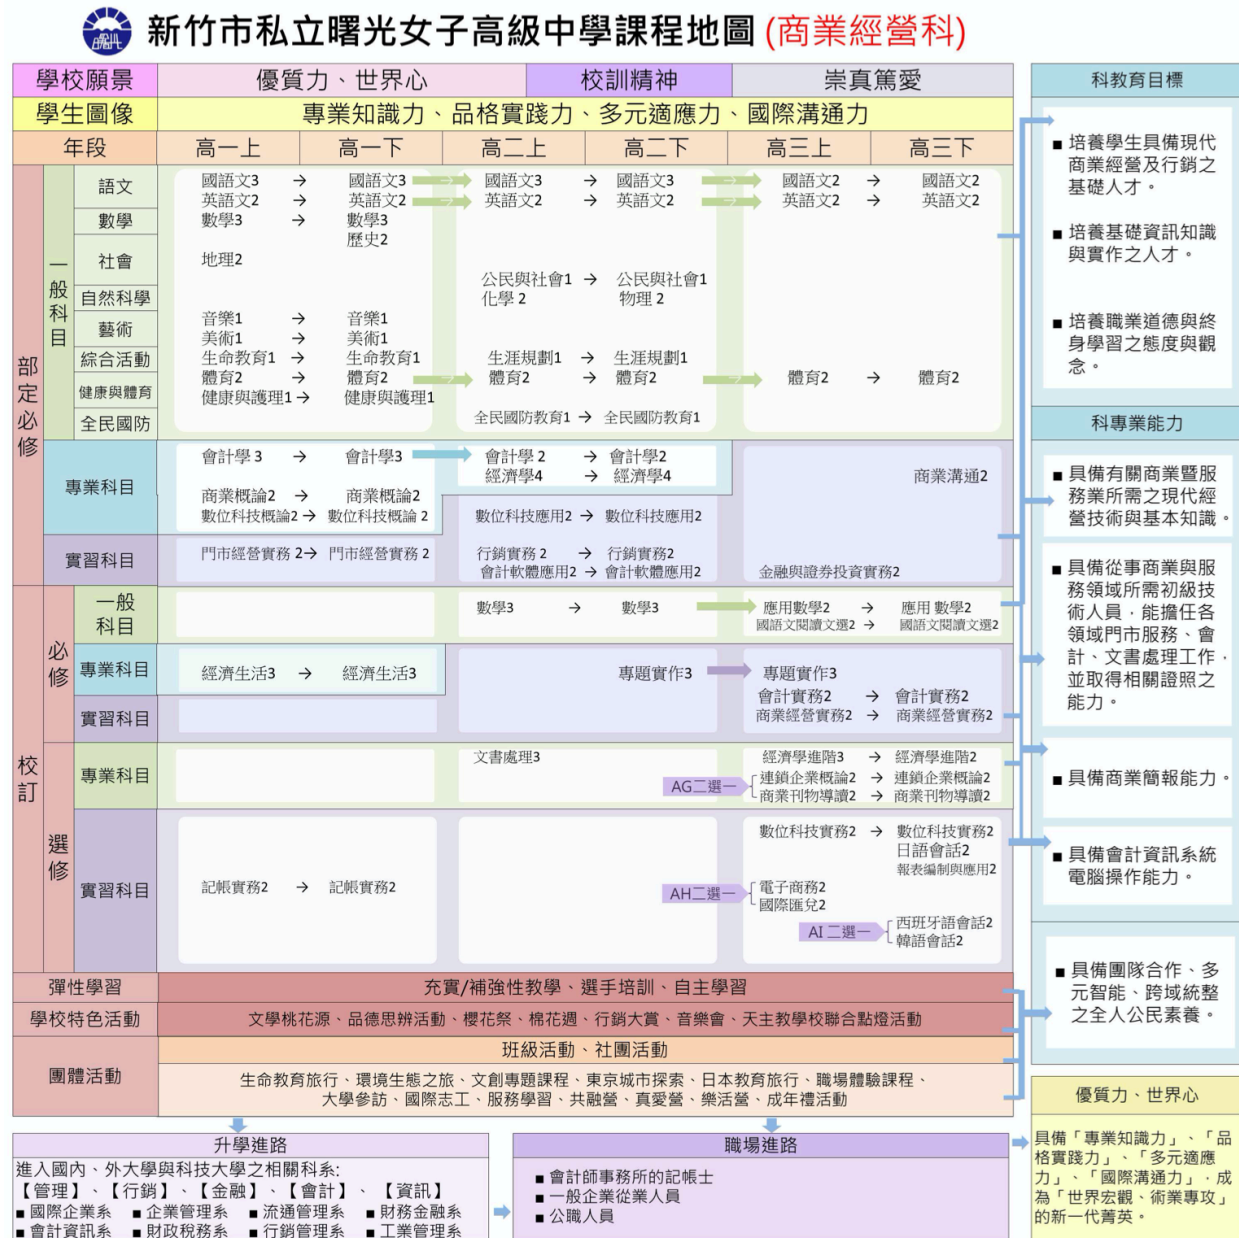 新竹市私立曙光女子高級中學課程地圖 (商業經營科)
學校願景 優質力、世界心 校訓精神 崇真篤愛
學生圖像 專業知識力、品格實踐力、多元適應力、國際溝通力
年段 高一上 高一下 高二上 高二下 高三上 高三下
部定必修
一般科目
語文
國語文3 → 國語文3 → 國語文3 → 國語文3 → 國語文2 → 國語文2
英語文2 → 英語文2 → 英語文2 → 英語文2 → 英語文2 → 英語文2
數學
數學3 → 數學3
社會
歷史2
地理2
公民與社會1 → 公民與社會1
自然科學
化學 2 物理 2
藝術
音樂1 → 音樂1
美術1 → 美術1
綜合活動
生命教育1 → 生命教育1 生涯規劃1 → 生涯規劃1
健康與體育
體育2 → 體育2 → 體育2 → 體育2 → 體育2 → 體育2
健康與護理1 → 健康與護理1
全民國防
全民國防教育1 → 全民國防教育1
專業科目
會計學 3 → 會計學3 會計學 2 → 會計學2
經濟學4 → 經濟學4
商業溝通2
商業概論2 → 商業概論2
數位科技概論2 → 數位科技概論 2 數位科技應用2 → 數位科技應用2
實習科目
門市經營實務 2 → 門市經營實務 2 行銷實務 2 → 行銷實務2
會計軟體應用2 → 會計軟體應用2 金融與證券投資實務2
校訂
必修
一般科目
數學3 → 數學3 應用數學2 → 應用 數學2
國語文閱讀文選2 → 國語文閱讀文選2
專業科目
經濟生活3 → 經濟生活3 專題實作3 專題實作3
會計實務2 → 會計實務2
實習科目
商業經營實務2 → 商業經營實務2
選修
專業科目
文書處理3 經濟學進階3 → 經濟學進階2
AG二選一
連鎖企業概論2 → 連鎖企業概論2
商業刊物導讀2 → 商業刊物導讀2
實習科目
數位科技實務2 → 數位科技實務2
日語會話2
報表編制與應用2
記帳實務2 → 記帳實務2
AH二選一
電子商務2
國際匯兌2
AI 二選一
西班牙語會話2
韓語會話2
彈性學習 充實/補強性教學、選手培訓、自主學習
學校特色活動 文學桃花源、品德思辨活動、櫻花祭、棉花週、行銷大賞、音樂會、天主教學校聯合點燈活動
團體活動
班級活動、社團活動
生命教育旅行、環境生態之旅、文創專題課程、東京城市探索、日本教育旅行、職場體驗課程、
大學參訪、國際志工、服務學習、共融營、真愛營、樂活營、成年禮活動
升學進路
進入國內、外大學與科技大學之相關科系:
【管理】、【行銷】、【金融】、【會計】、【資訊】
■ 國際企業系 ■ 企業管理系 ■ 流通管理系 ■ 財務金融系
■ 會計資訊系 ■ 財政稅務系 ■ 行銷管理系 ■ 工業管理系
職場進路
■ 會計師事務所的記帳士
■ 一般企業從業人員
■ 公職人員
科教育目標
■ 培養學生具備現代
商業經營及行銷之
基礎人才。
■ 培養基礎資訊知識
與實作之人才。
■ 培養職業道德與終
身學習之態度與觀
念。
科專業能力
■ 具備有關商業暨服
務業所需之現代經
營技術與基本知識。
■ 具備從事商業與服
務領域所需初級技
術人員，能擔任各
領域門市服務、會
計、文書處理工作，
並取得相關證照之
能力。
■ 具備商業簡報能力。
■ 具備會計資訊系統
電腦操作能力。
■ 具備團隊合作、多
元智能、跨域統整
之全人公民素養。
優質力、世界心
具備「專業知識力」、「品
格實踐力」、「多元適應
力」、「國際溝通力」，成
為「世界宏觀、術業專攻」
的新一代菁英。